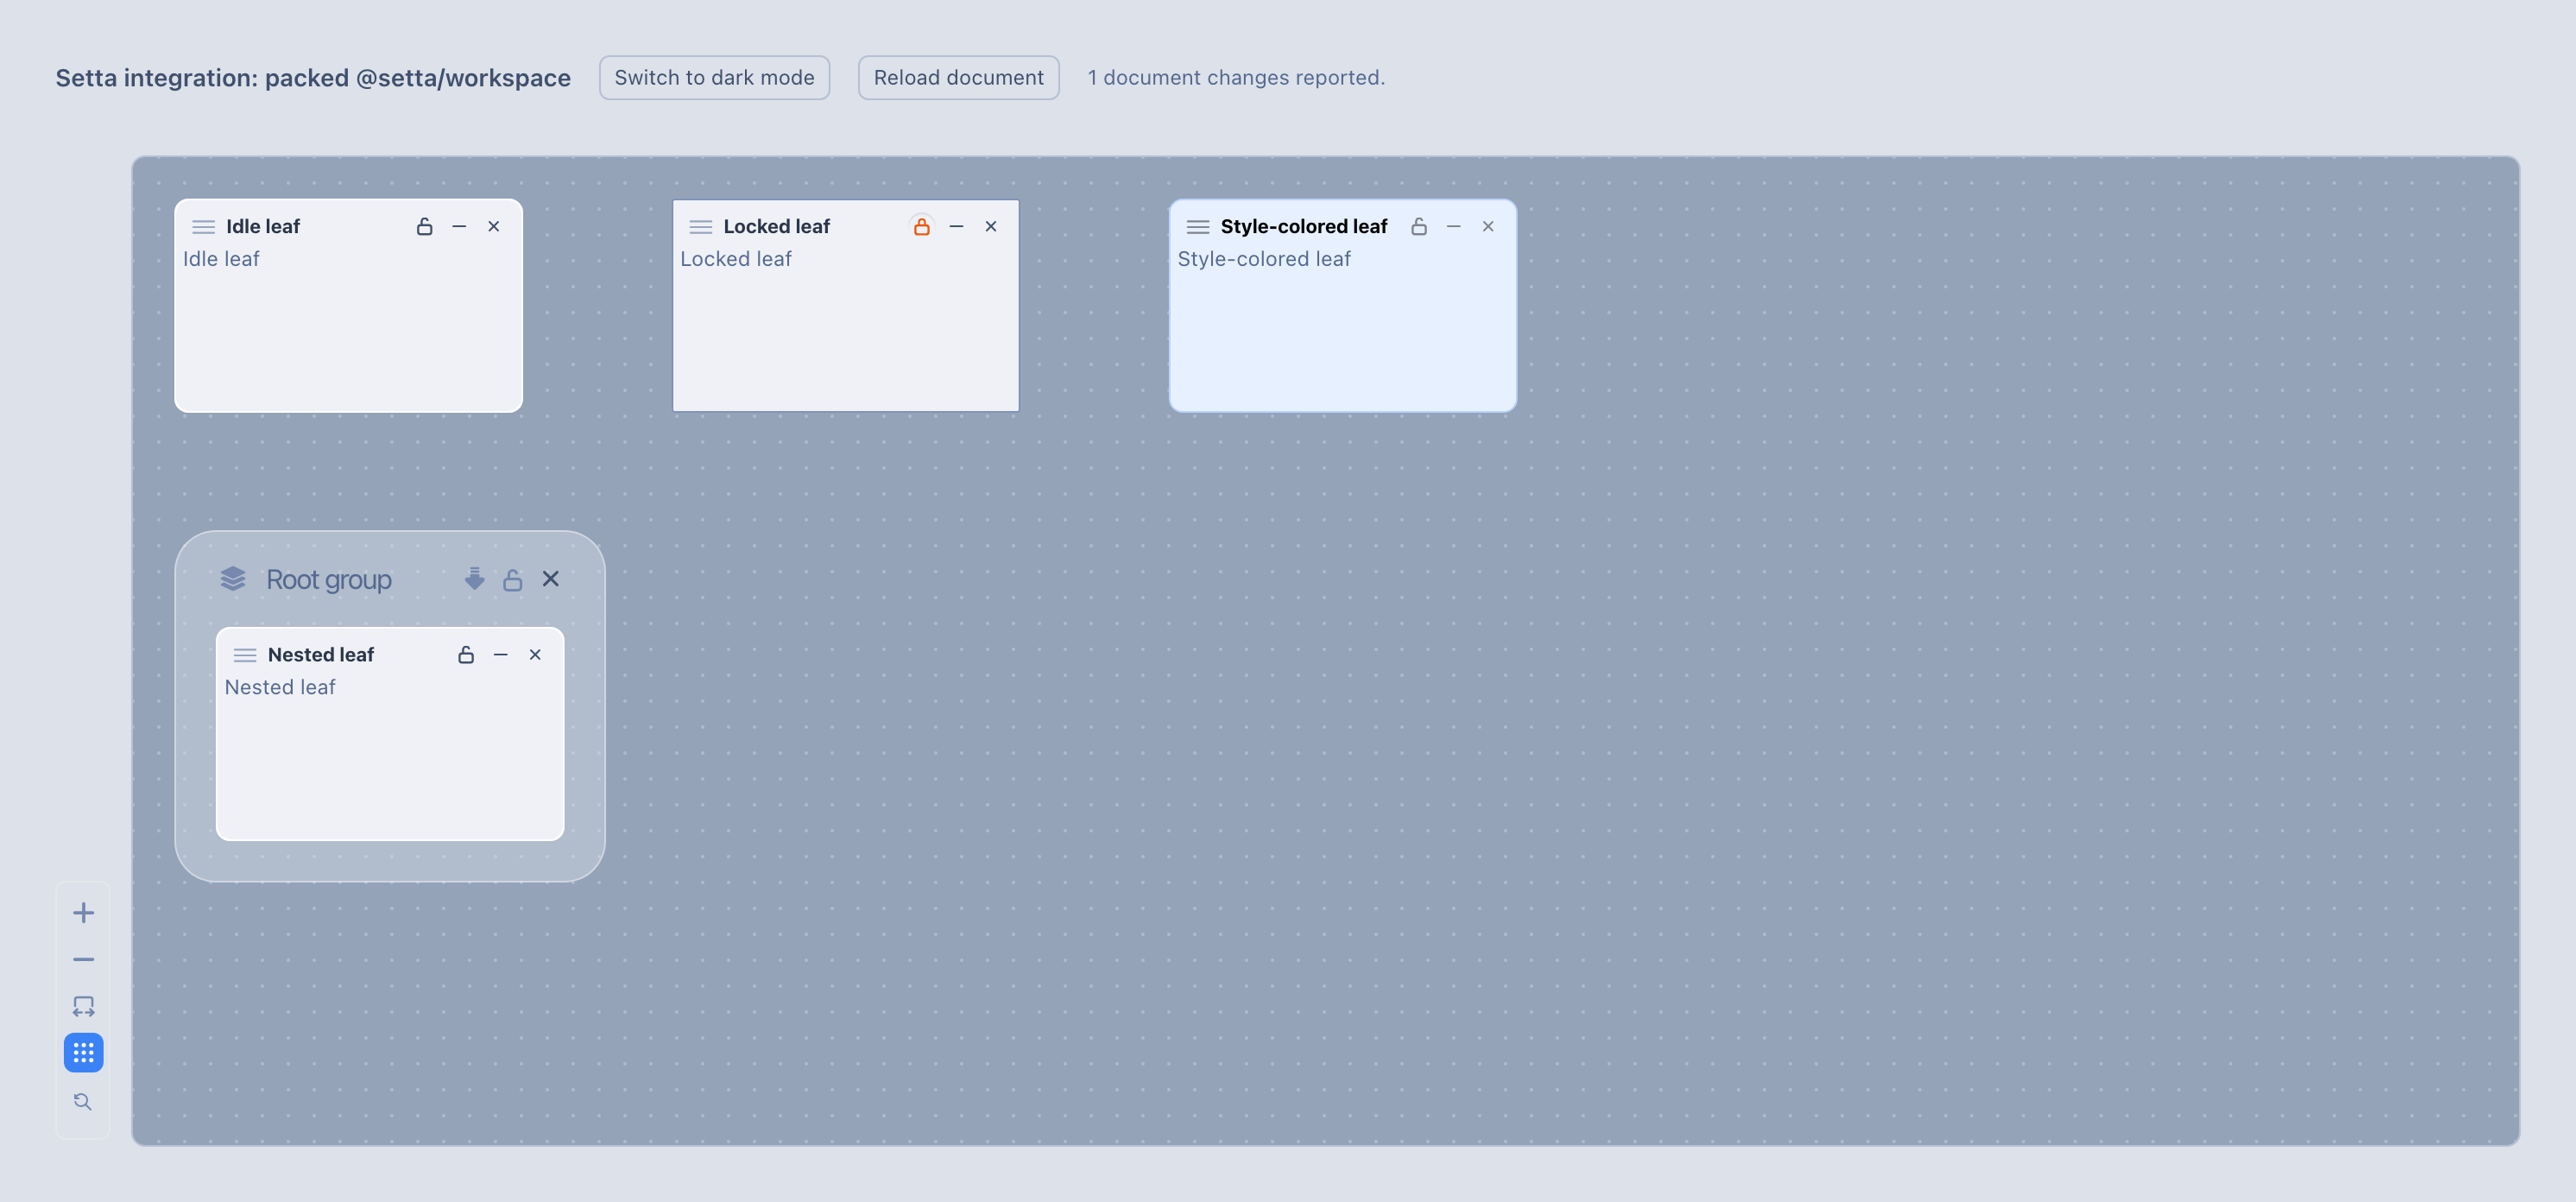 Setta integration: packed @setta/workspace
Switch to dark mode
Reload document
1 document changes reported.
Idle leaf
Idle leaf
Locked leaf
Locked leaf
Style-colored leaf
Style-colored leaf
Root group
Nested leaf
Nested leaf